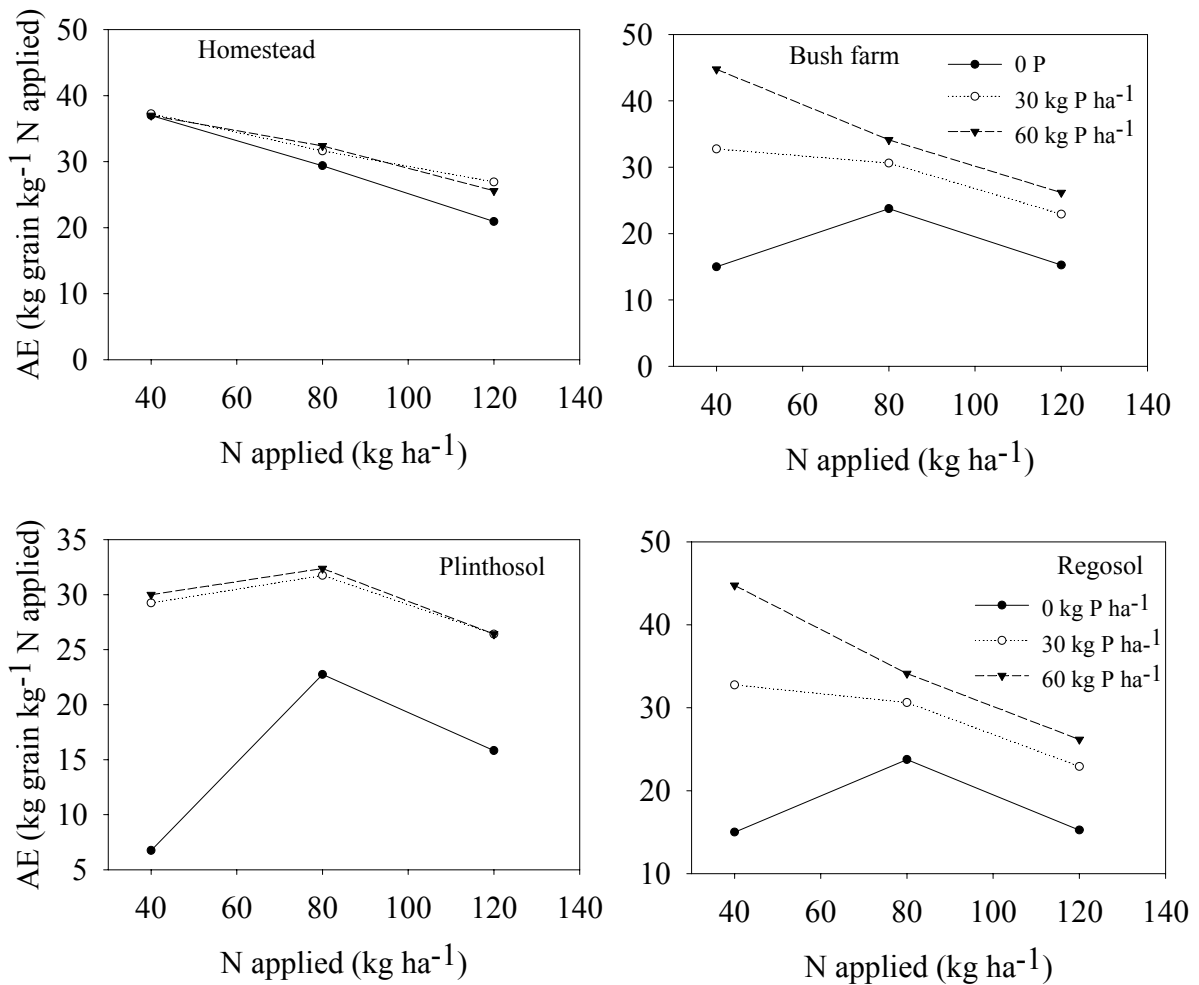 Homestead
50
40
30
20
10
0
AE (kg grain kg-1 N applied)
40 60 80 100 120 140
N applied (kg ha-1)
Bush farm
0 P
30 kg P ha-1
60 kg P ha-1
50
40
30
20
10
0
40 60 80 100 120 140
N applied (kg ha-1)
Plinthosol
35
30
25
20
15
10
5
AE (kg grain kg-1 N applied)
40 60 80 100 120 140
N applied (kg ha-1)
Regosol
0 kg P ha-1
30 kg P ha-1
60 kg P ha-1
50
40
30
20
10
40 60 80 100 120 140
N applied (kg ha-1)